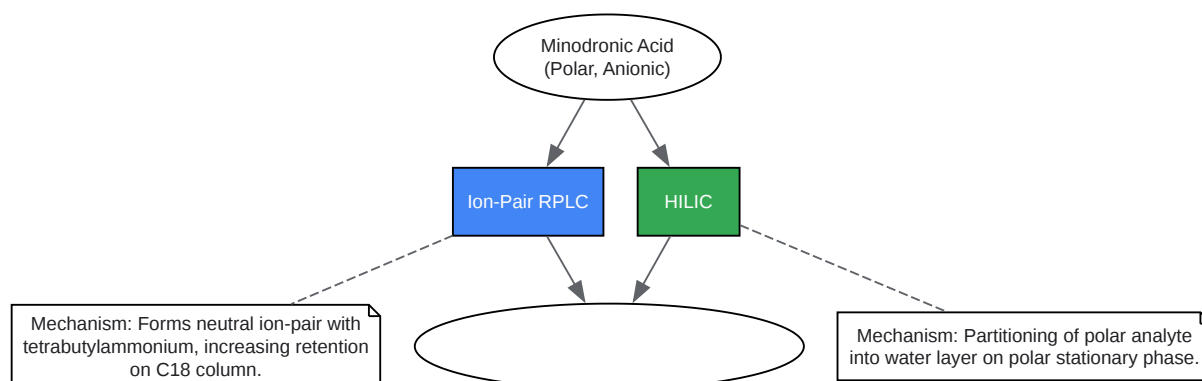 Minodronic Acid
(Polar, Anionic)
Ion-Pair RPLC
HILIC
Mechanism: Forms neutral ion-pair with
tetrabutylammonium, increasing retention
on C18 column.
Mechanism: Partitioning of polar analyte
into water layer on polar stationary phase.